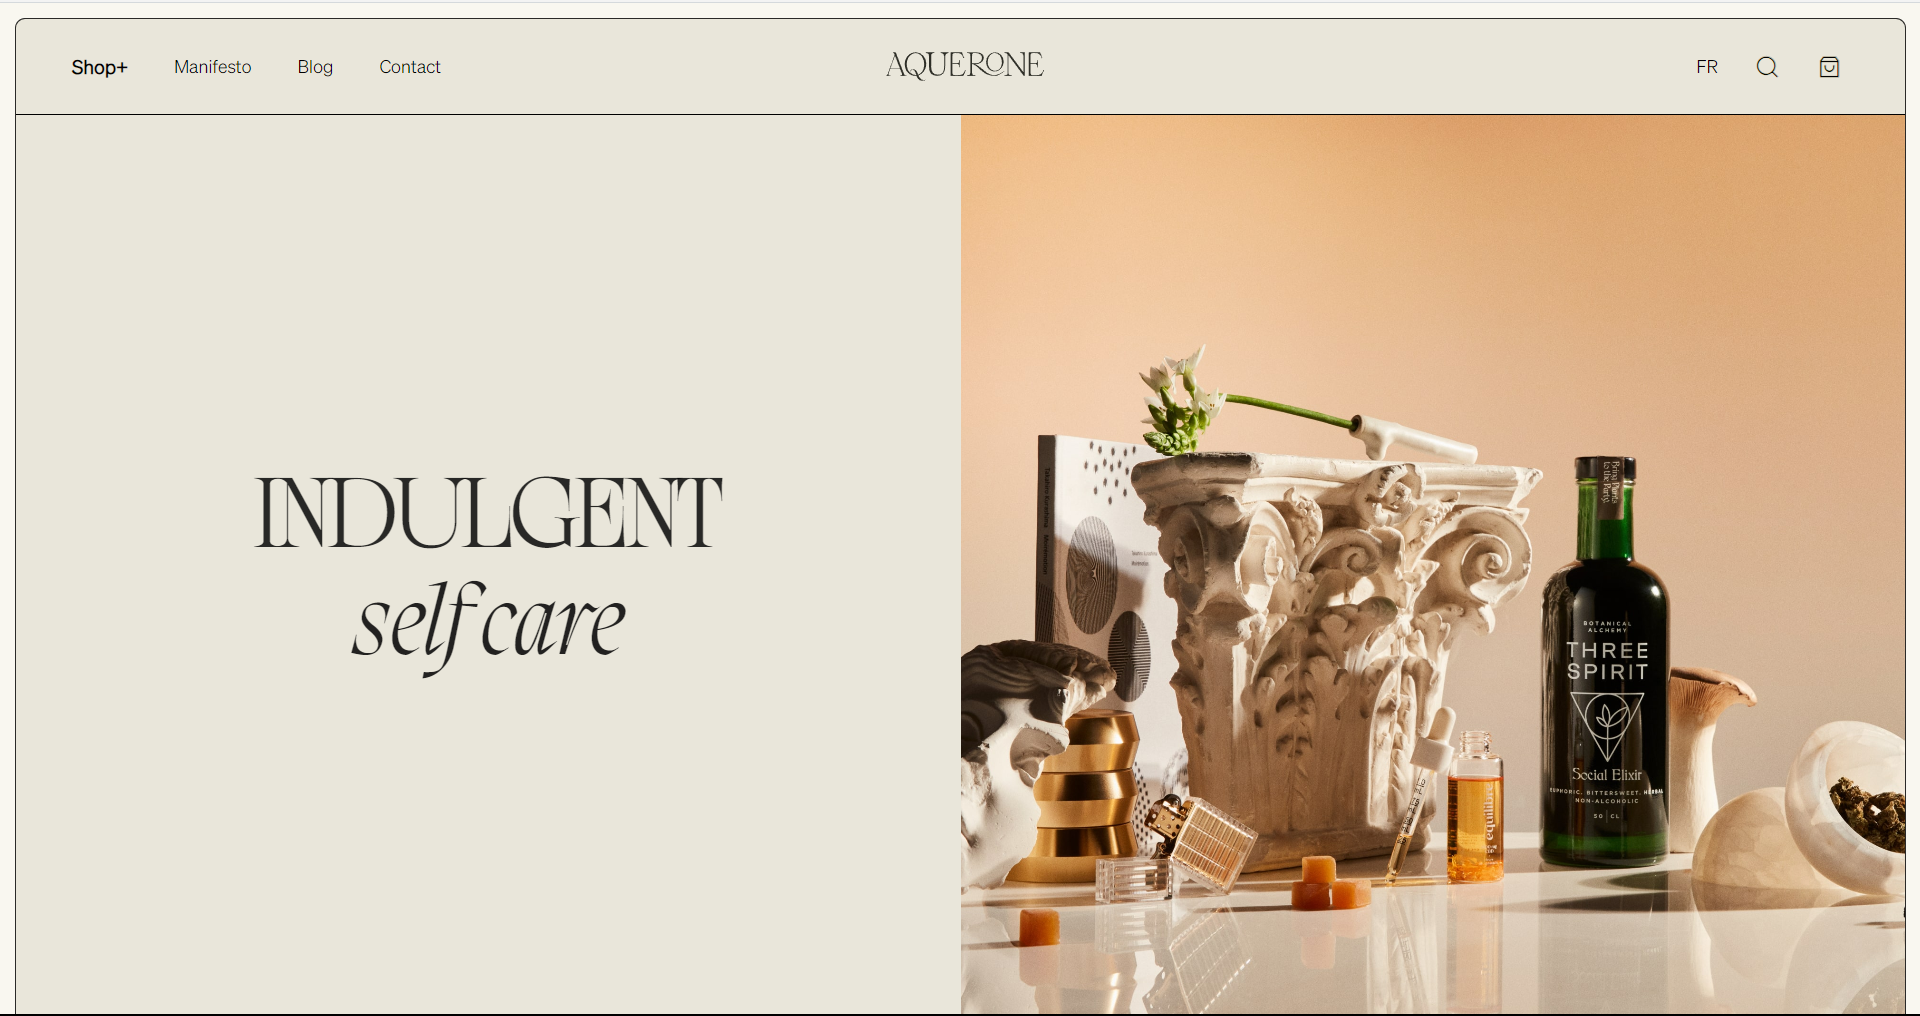 Shop+
Manifesto
Blog
Contact
AQUERONE
FR
INDULGENT
self care
Bring Plants
to the Party.
BOTANICAL
ALCHEMY
THREE
SPIRIT
Social Elixir
EUPHORIC. BITTERSWEET. HERBAL
NON-ALCOHOLIC
50 CL
équilibre